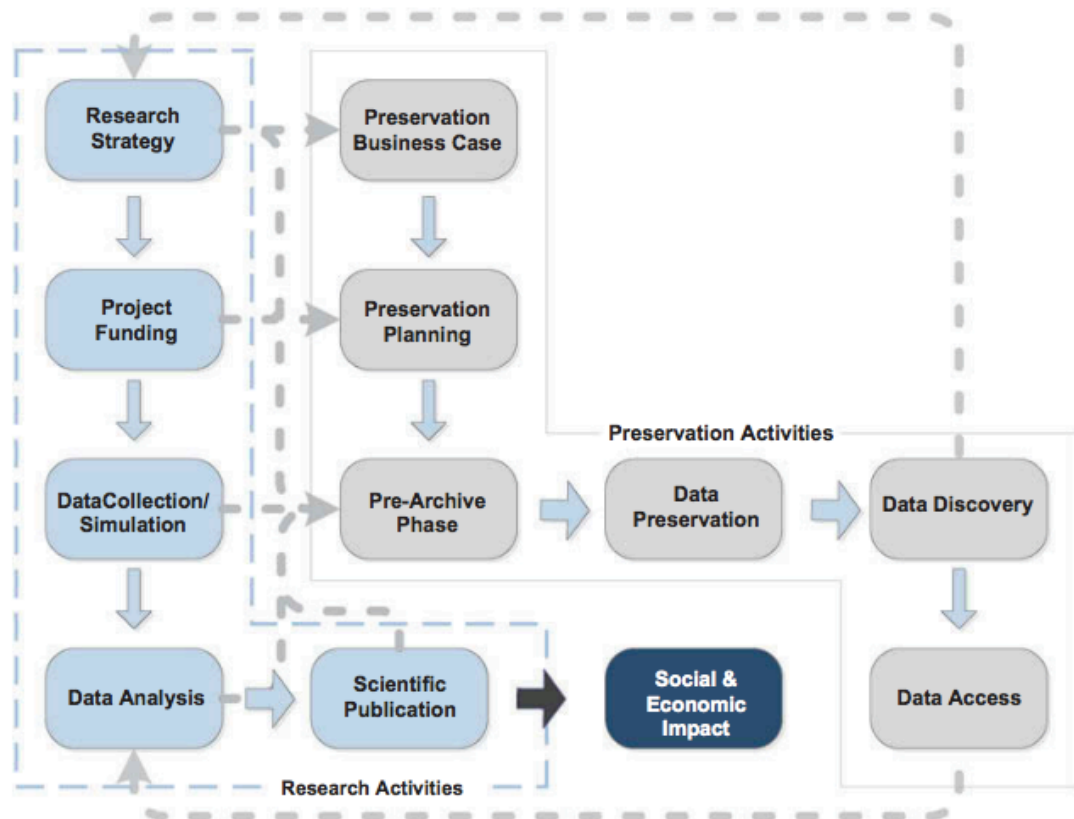 Research
Strategy
Preservation
Business Case
Project
Funding
Preservation
Planning
Preservation Activities
DataCollection/
Simulation
Pre-Archive
Phase
Data
Preservation
Data Discovery
Data Analysis
Scientific
Publication
Social &
Economic
Impact
Data Access
Research Activities